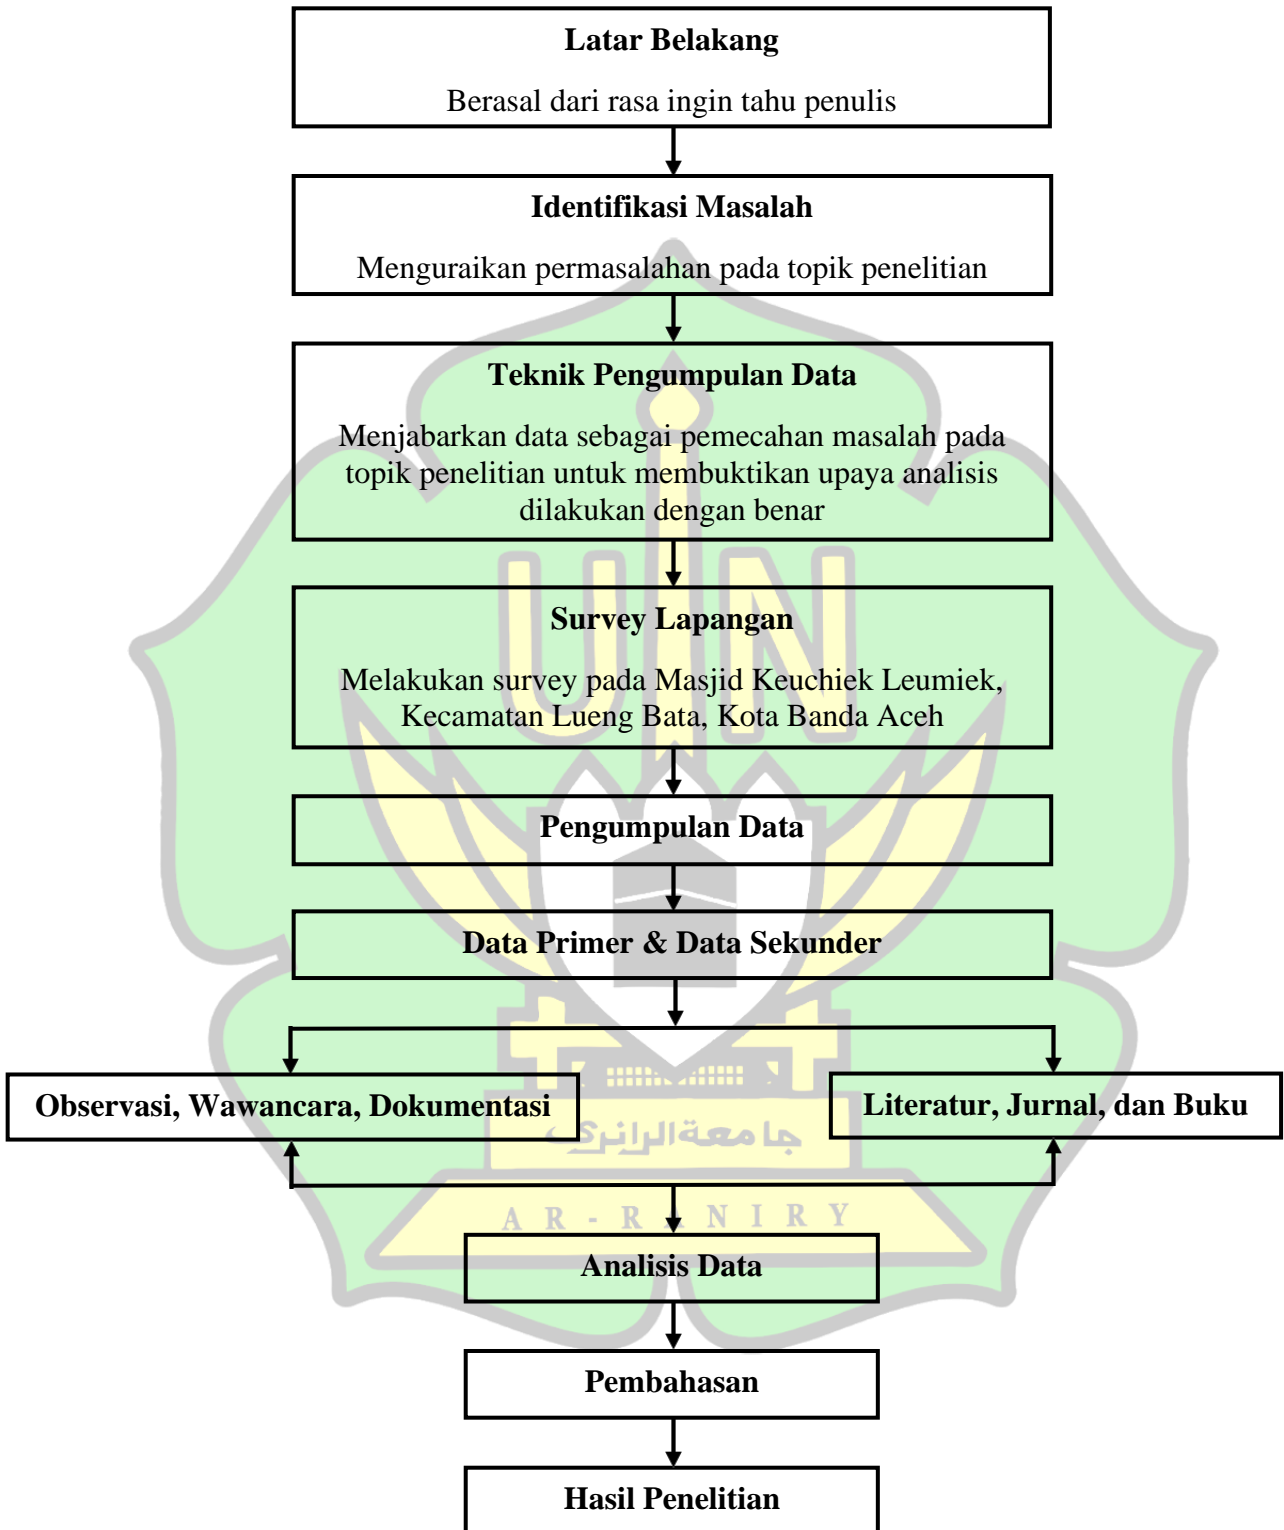 Latar Belakang
Berasal dari rasa ingin tahu penulis
Identifikasi Masalah
Menguraikan permasalahan pada topik penelitian
Teknik Pengumpulan Data
Menjabarkan data sebagai pemecahan masalah pada
topik penelitian untuk membuktikan upaya analisis
dilakukan dengan benar
UIN
Survey Lapangan
Melakukan survey pada Masjid Keuchiek Leumiek,
Kecamatan Lueng Bata, Kota Banda Aceh
Pengumpulan Data
Data Primer & Data Sekunder
Observasi, Wawancara, Dokumentasi
Literatur, Jurnal, dan Buku
جامعة الرانري
AR-RANIRY
Analisis Data
Pembahasan
Hasil Penelitian